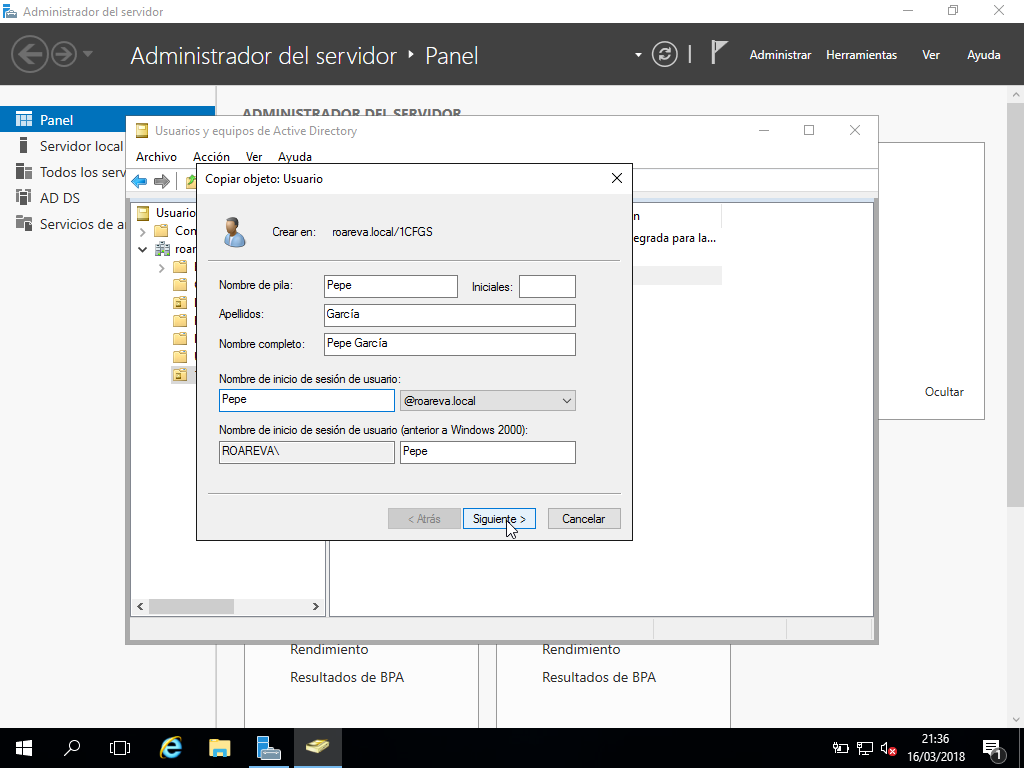 Administrador del servidor
Administrador del servidor ‣ Panel
Administrar Herramientas Ver Ayuda
ADMINISTRADOR DEL SERVIDOR
Panel
Servidor local
Todos los serv
AD DS
Servicios de a
Usuarios y equipos de Active Directory
Archivo Acción Ver Ayuda
Usuario
Con
roar
n
egrada para la...
Copiar objeto: Usuario
Crear en: roareva.local/1CFGS
Nombre de pila: Pepe Iniciales:
Apellidos: García
Nombre completo: Pepe García
Nombre de inicio de sesión de usuario:
Pepe @roareva.local
Nombre de inicio de sesión de usuario (anterior a Windows 2000):
ROAREVA\ Pepe
< Atrás Siguiente > Cancelar
Ocultar
Rendimiento Rendimiento
Resultados de BPA Resultados de BPA
21:36
16/03/2018
1